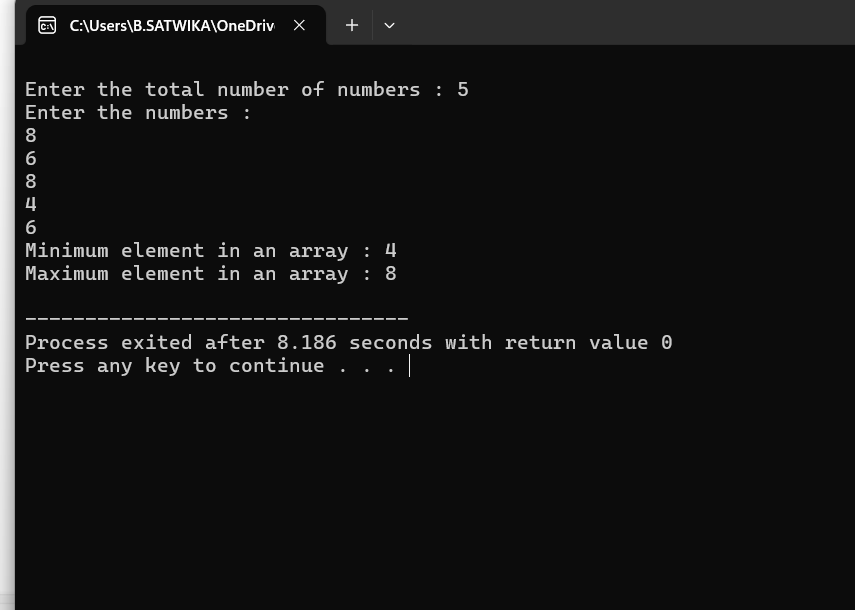 C:\Users\B.SATWIKA\OneDriv
Enter the total number of numbers : 5
Enter the numbers :
8
6
8
4
6
Minimum element in an array : 4
Maximum element in an array : 8
--------------------------------
Process exited after 8.186 seconds with return value 0
Press any key to continue . . .